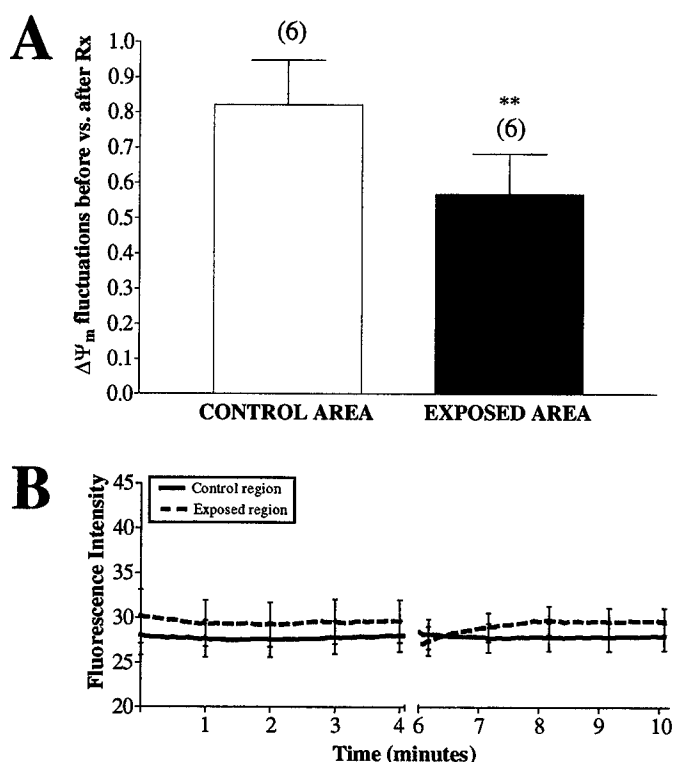 A
ΔΨm fluctuations before vs. after Rx
1.0
0.9
0.8
0.7
0.6
0.5
0.4
0.3
0.2
0.1
0.0
(6)
**
(6)
CONTROL AREA EXPOSED AREA
B
Fluorescence Intensity
45
40
35
30
25
20
Control region
Exposed region
1 2 3 4 6 7 8 9 10
Time (minutes)